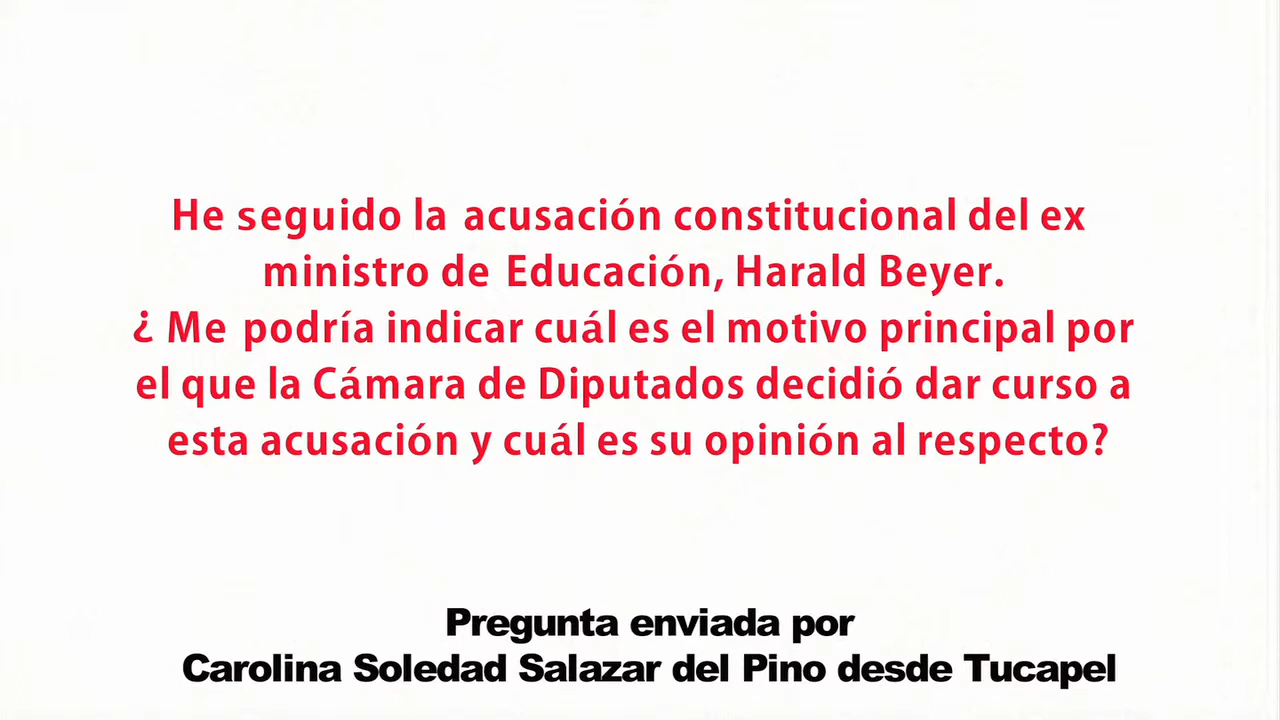 He seguido la acusación constitucional del ex
ministro de Educación, Harald Beyer.
¿ Me podría indicar cuál es el motivo principal por
el que la Cámara de Diputados decidió dar curso a
esta acusación y cuál es su opinión al respecto?
Pregunta enviada por
Carolina Soledad Salazar del Pino desde Tucapel